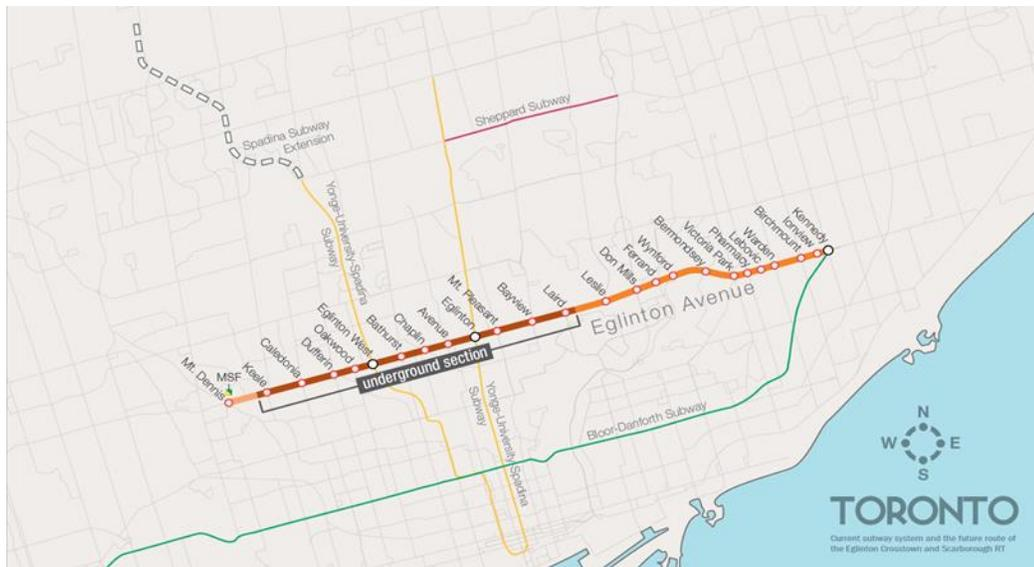 Spadina Subway
Extension
Sheppard Subway
Yonge-University-Spadina
Subway
Mt. Dennis
MSF
Keele
Caledonia
Dufferin
Oakwood
Eglinton West
Bathurst
Chaplin
Avenue
Eglinton
Mt. Pleasant
Bayview
Laird
Leslie
Don Mills
Ferrand
Wynford
Bermondsey
Victoria Park
Pharmacy
Lebovic
Warden
Birchmount
Ionview
Kennedy
Eglinton Avenue
underground section
Yonge-University-Spadina
Subway
Bloor-Danforth Subway
N
W
E
S
TORONTO
Current subway system and the future route of
the Eglinton Crosstown and Scarborough RT